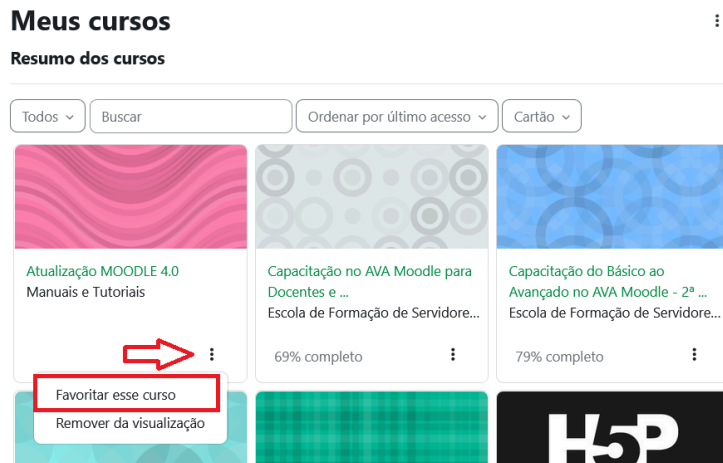 Meus cursos
Resumo dos cursos
Todos
Buscar
Ordenar por último acesso
Cartão
Atualização MOODLE 4.0
Manuais e Tutoriais
Capacitação no AVA Moodle para
Docentes e ...
Escola de Formação de Servidore...
69% completo
Capacitação do Básico ao
Avançado no AVA Moodle - 2ª ...
Escola de Formação de Servidore...
79% completo
Favoritar esse curso
Remover da visualização
H5P